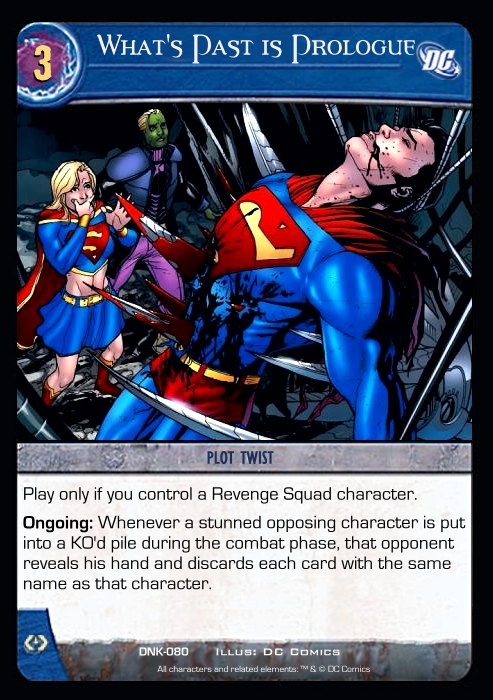 3
What's Past is Prologue
DC
PLOT TWIST
Play only if you control a Revenge Squad character.
Ongoing: Whenever a stunned opposing character is put
into a KO'd pile during the combat phase, that opponent
reveals his hand and discards each card with the same
name as that character.
DNK-080 Illus: DC Comics
All characters and related elements: ™ & © DC Comics